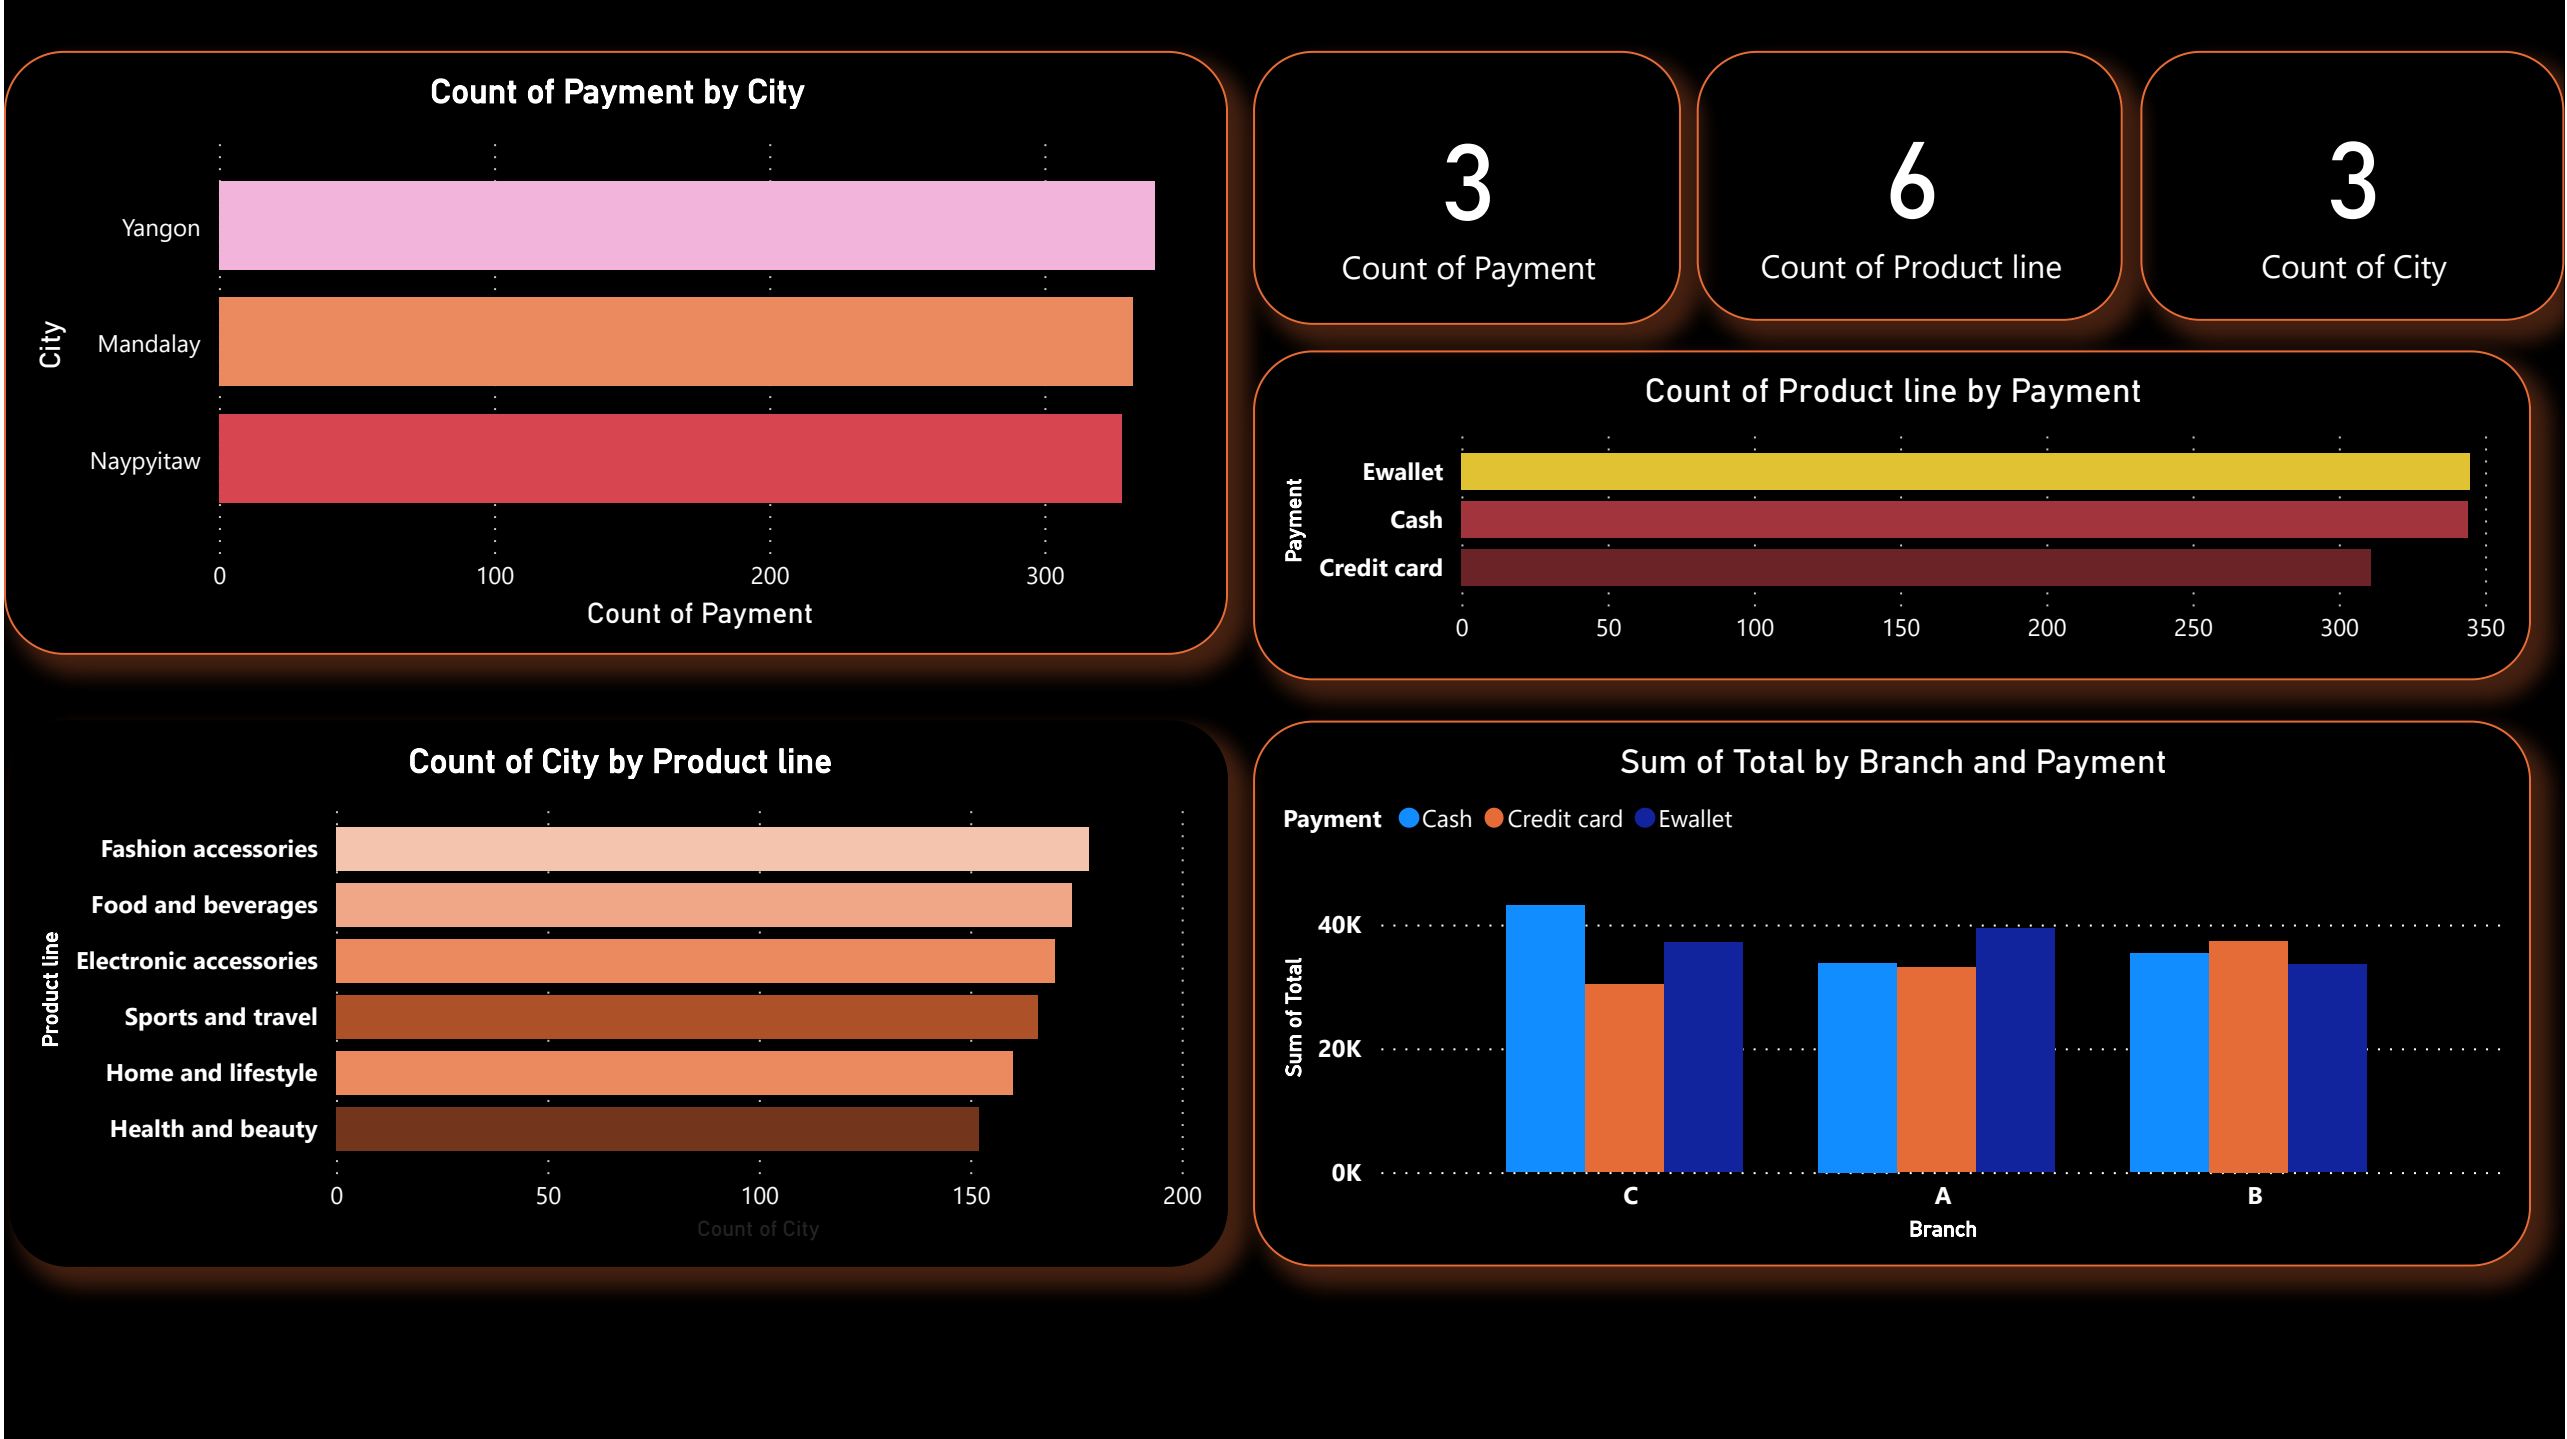 Count of Payment by City
City
Yangon
Mandalay
Naypyitaw
0 100 200 300
Count of Payment
3
Count of Payment
6
Count of Product line
3
Count of City
Count of Product line by Payment
Payment
Ewallet
Cash
Credit card
0 50 100 150 200 250 300 350
Count of City by Product line
Product line
Fashion accessories
Food and beverages
Electronic accessories
Sports and travel
Home and lifestyle
Health and beauty
0 50 100 150 200
Count of City
Sum of Total by Branch and Payment
Payment Cash Credit card Ewallet
Sum of Total
40K
20K
0K
C A B
Branch